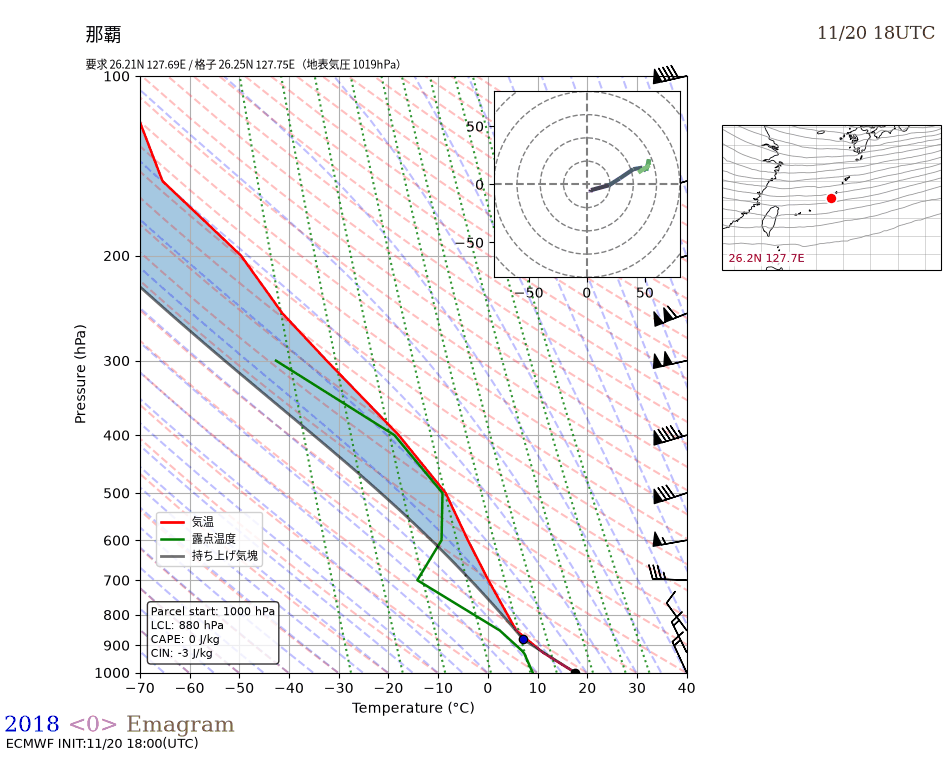 那覇
11/20 18UTC
要求 26.21N 127.69E / 格子 26.25N 127.75E（地表気圧 1019hPa）
100
200
300
400
500
600
700
800
900
1000
Pressure (hPa)
−70 −60 −50 −40 −30 −20 −10 0 10 20 30 40
Temperature (°C)
50
0
−50
−50 0 50
26.2N 127.7E
気温
露点温度
持ち上げ気塊
Parcel start: 1000 hPa
LCL: 880 hPa
CAPE: 0 J/kg
CIN: -3 J/kg
2018 <0> Emagram
ECMWF INIT:11/20 18:00(UTC)